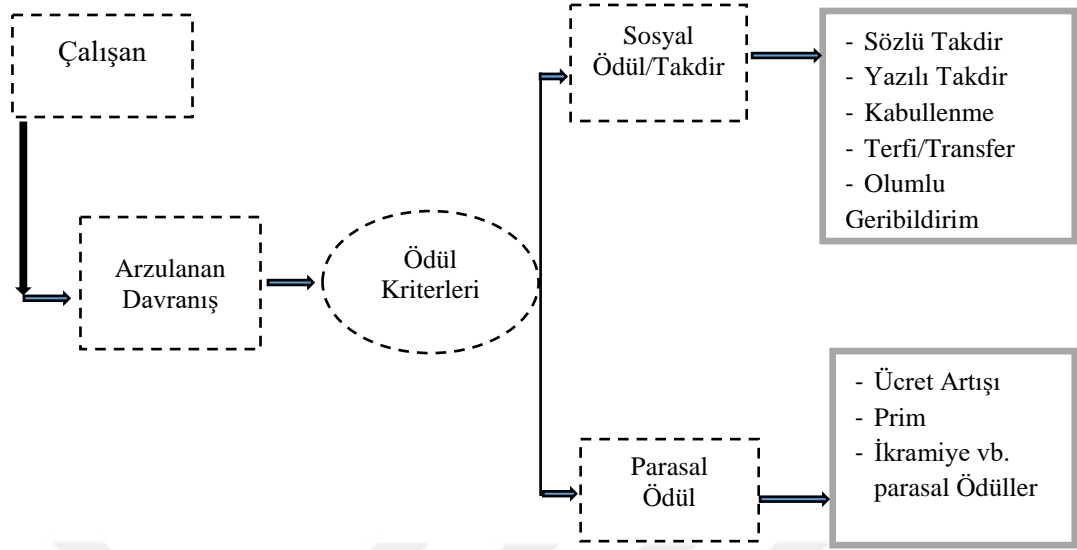 Çalışan
Arzulanan
Davranış
Ödül
Kriterleri
Sosyal
Ödül/Takdir
- Sözlü Takdir
- Yazılı Takdir
- Kabullenme
- Terfi/Transfer
- Olumlu
Geribildirim
Parasal
Ödül
- Ücret Artışı
- Prim
- İkramiye vb.
parasal Ödüller